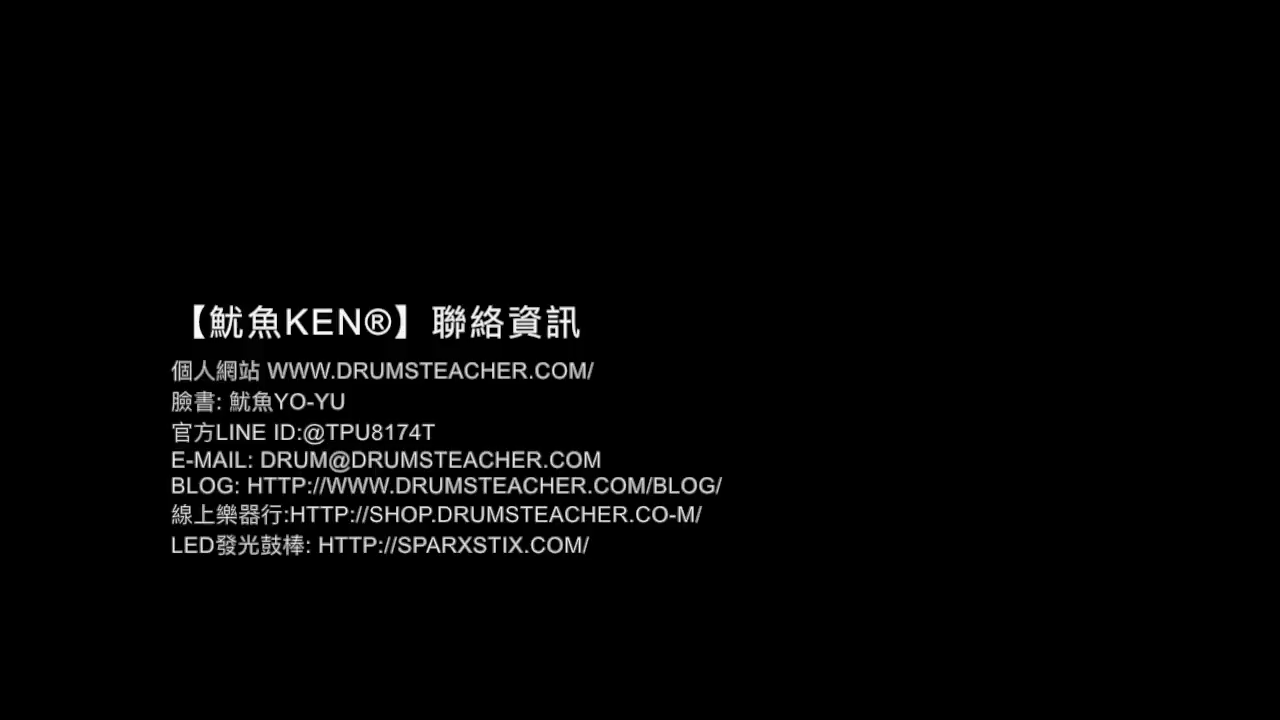 【魷魚KEN®】聯絡資訊
個人網站 WWW.DRUMSTEACHER.COM/
臉書: 魷魚YO-YU
官方LINE ID:@TPU8174T
E-MAIL: DRUM@DRUMSTEACHER.COM
BLOG: HTTP://WWW.DRUMSTEACHER.COM/BLOG/
線上樂器行:HTTP://SHOP.DRUMSTEACHER.CO-M/
LED發光鼓棒: HTTP://SPARXSTIX.COM/